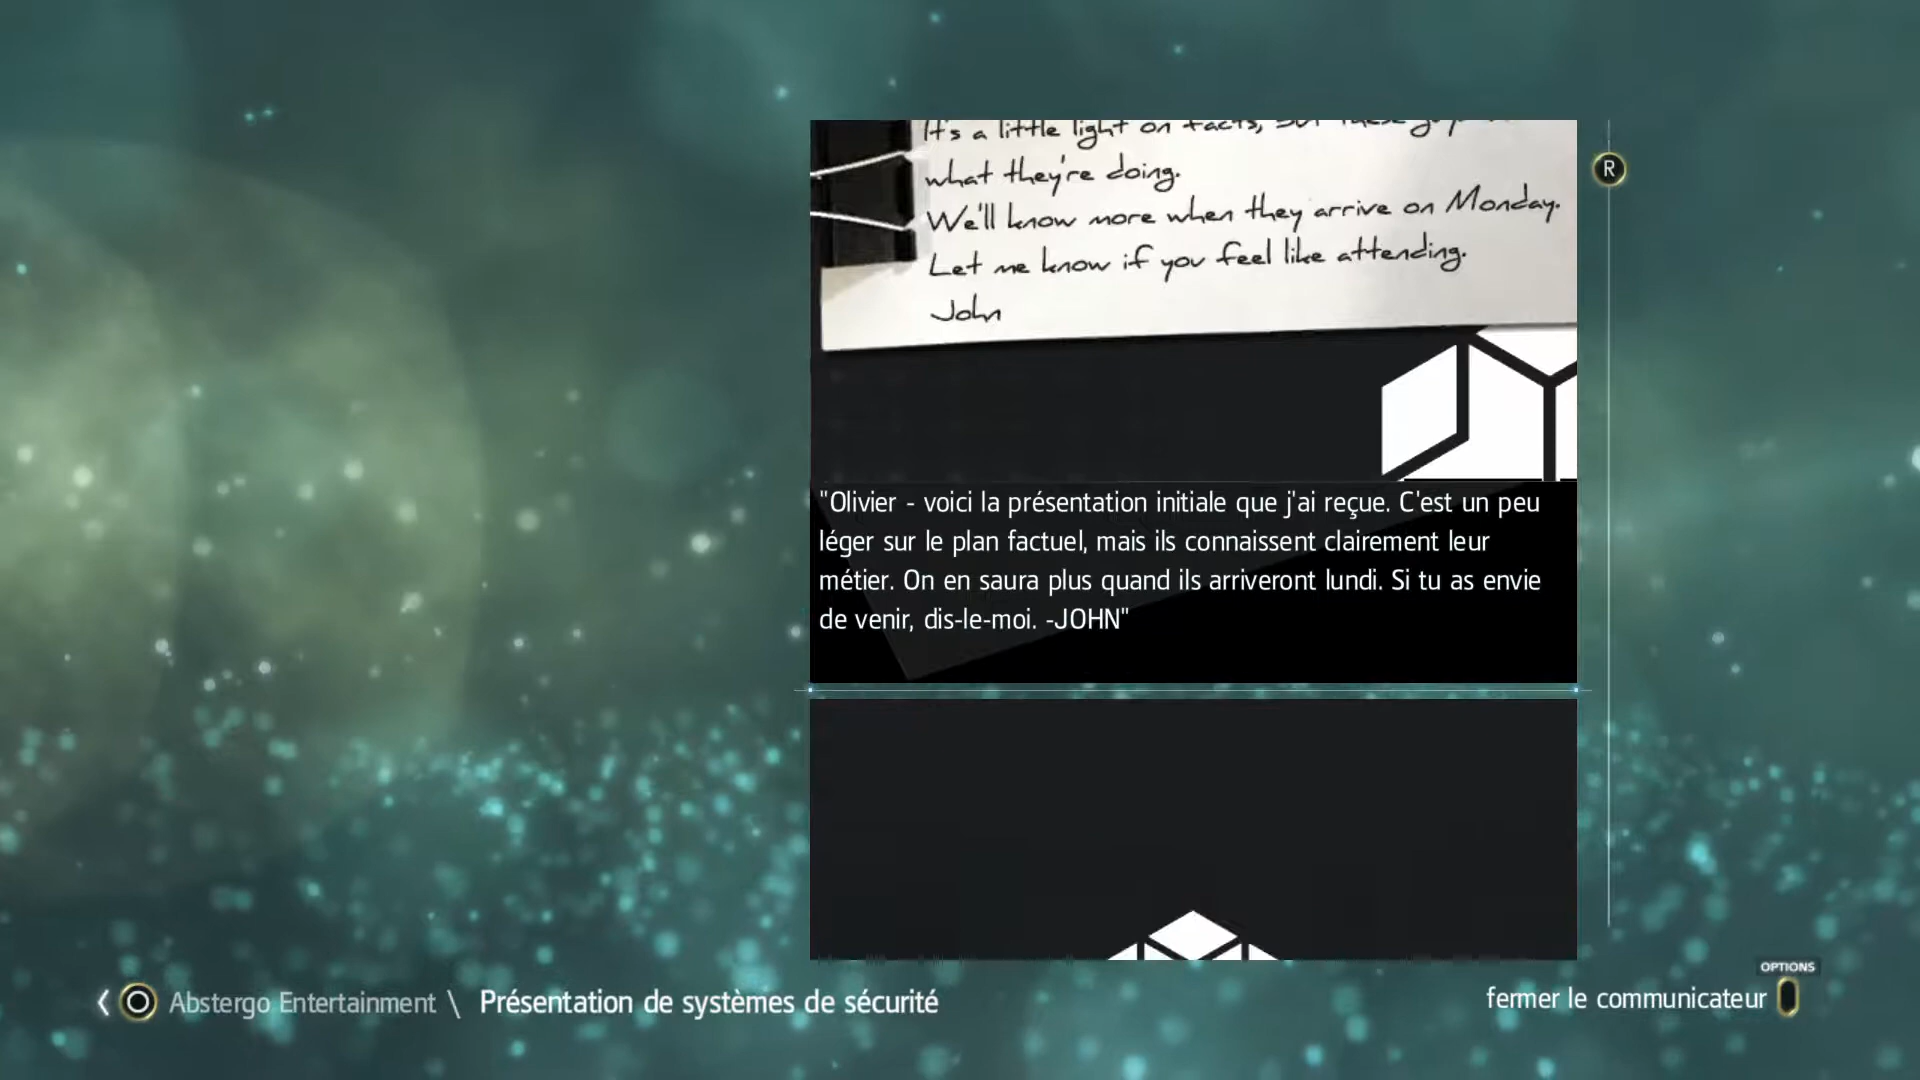 It's a little light on facts, but these guys
what they're doing.
We'll know more when they arrive on Monday.
Let me know if you feel like attending.
John
R
"Olivier - voici la présentation initiale que j'ai reçue. C'est un peu
léger sur le plan factuel, mais ils connaissent clairement leur
métier. On en saura plus quand ils arriveront lundi. Si tu as envie
de venir, dis-le-moi. -JOHN"
Abstergo Entertainment \ Présentation de systèmes de sécurité
OPTIONS
fermer le communicateur